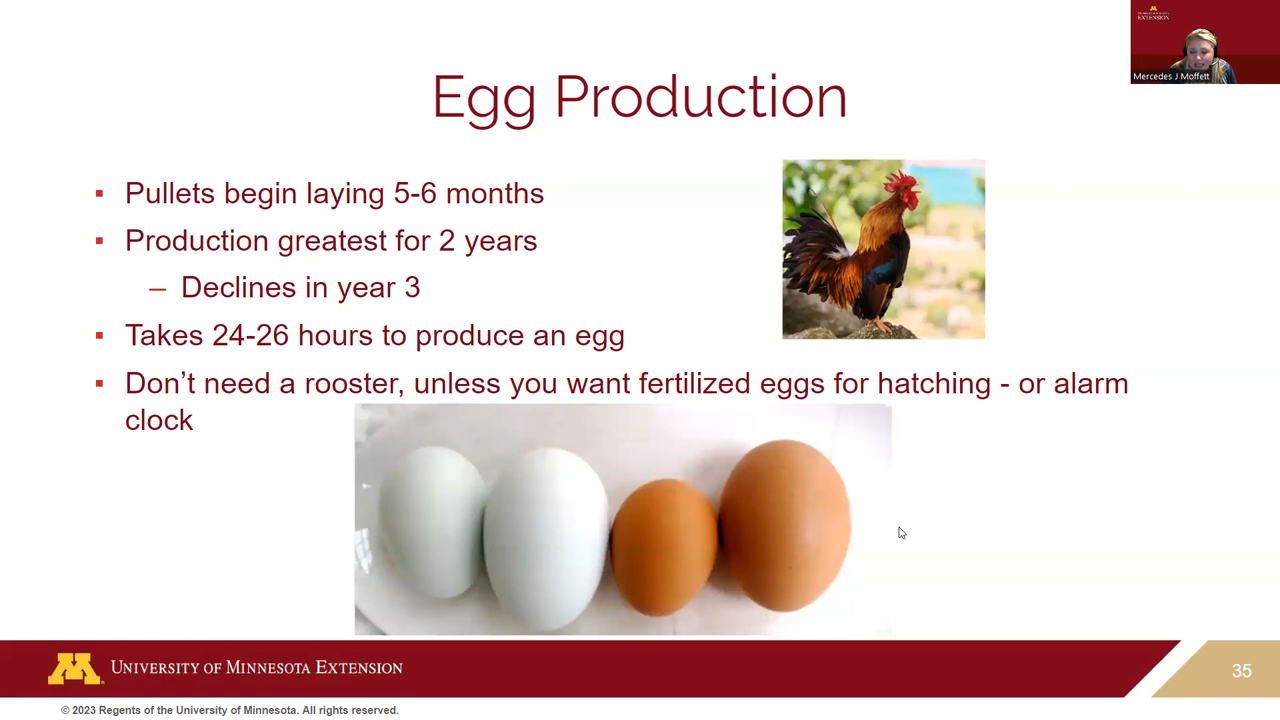 EXTENSION
Mercedes J Moffett
Egg Production
▪ Pullets begin laying 5-6 months
▪ Production greatest for 2 years
– Declines in year 3
▪ Takes 24-26 hours to produce an egg
▪ Don’t need a rooster, unless you want fertilized eggs for hatching - or alarm
clock
UNIVERSITY OF MINNESOTA EXTENSION
35
© 2023 Regents of the University of Minnesota. All rights reserved.